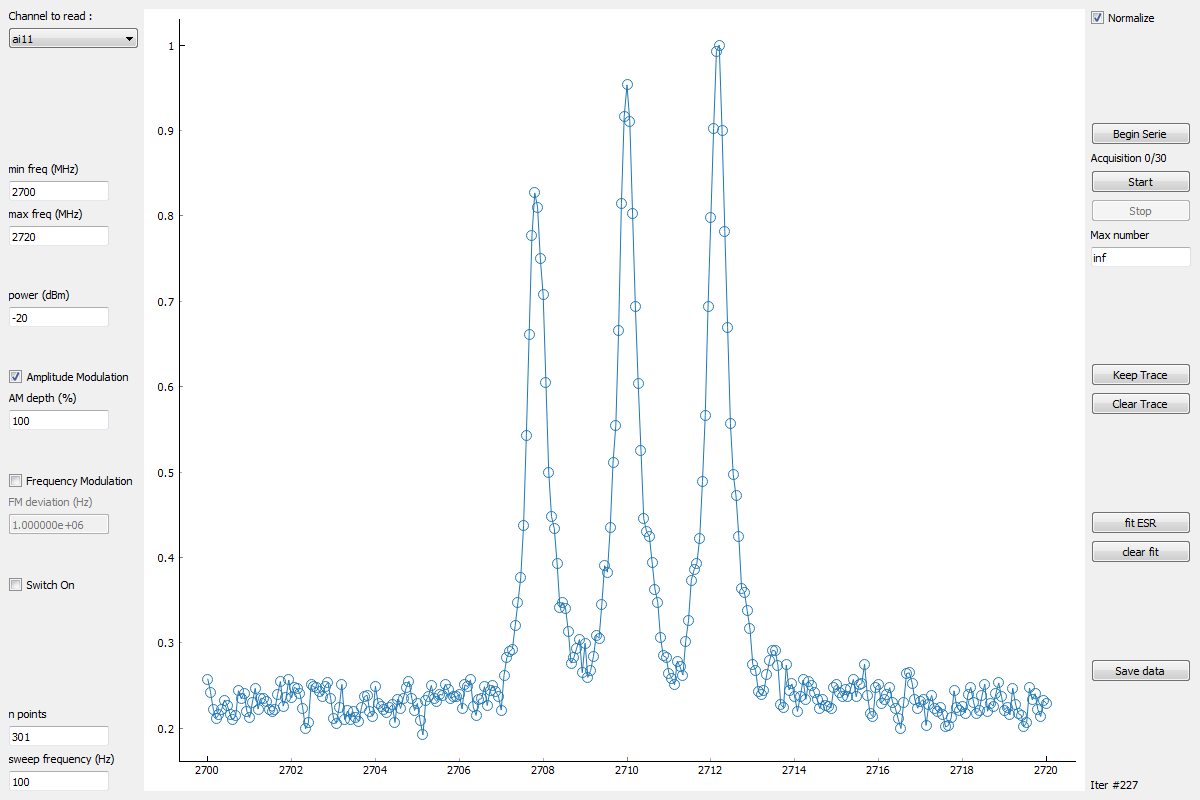 Channel to read :
ai11
min freq (MHz)
2700
max freq (MHz)
2720
power (dBm)
-20
Amplitude Modulation
AM depth (%)
100
Frequency Modulation
FM deviation (Hz)
1.000000e+06
Switch On
n points
301
sweep frequency (Hz)
100
1
0.9
0.8
0.7
0.6
0.5
0.4
0.3
0.2
2700 2702 2704 2706 2708 2710 2712 2714 2716 2718 2720
Normalize
Begin Serie
Acquisition 0/30
Start
Stop
Max number
inf
Keep Trace
Clear Trace
fit ESR
clear fit
Save data
Iter #227